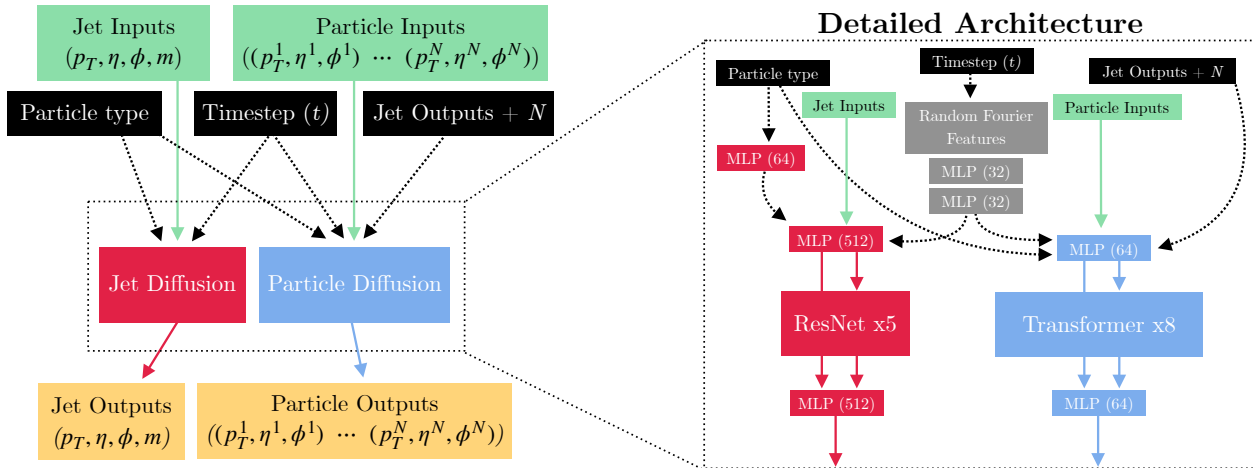 Jet Inputs
(p_T, η, ϕ, m)
Particle Inputs
((p_T^1, η^1, ϕ^1) ⋯ (p_T^N, η^N, ϕ^N))
Particle type
Timestep (t)
Jet Outputs + N
Jet Diffusion
Particle Diffusion
Jet Outputs
(p_T, η, ϕ, m)
Particle Outputs
((p_T^1, η^1, ϕ^1) ⋯ (p_T^N, η^N, ϕ^N))
Detailed Architecture
Particle type
Timestep (t)
Jet Outputs + N
Jet Inputs
Random Fourier
Features
Particle Inputs
MLP (64)
MLP (32)
MLP (32)
MLP (512)
MLP (64)
ResNet x5
Transformer x8
MLP (512)
MLP (64)